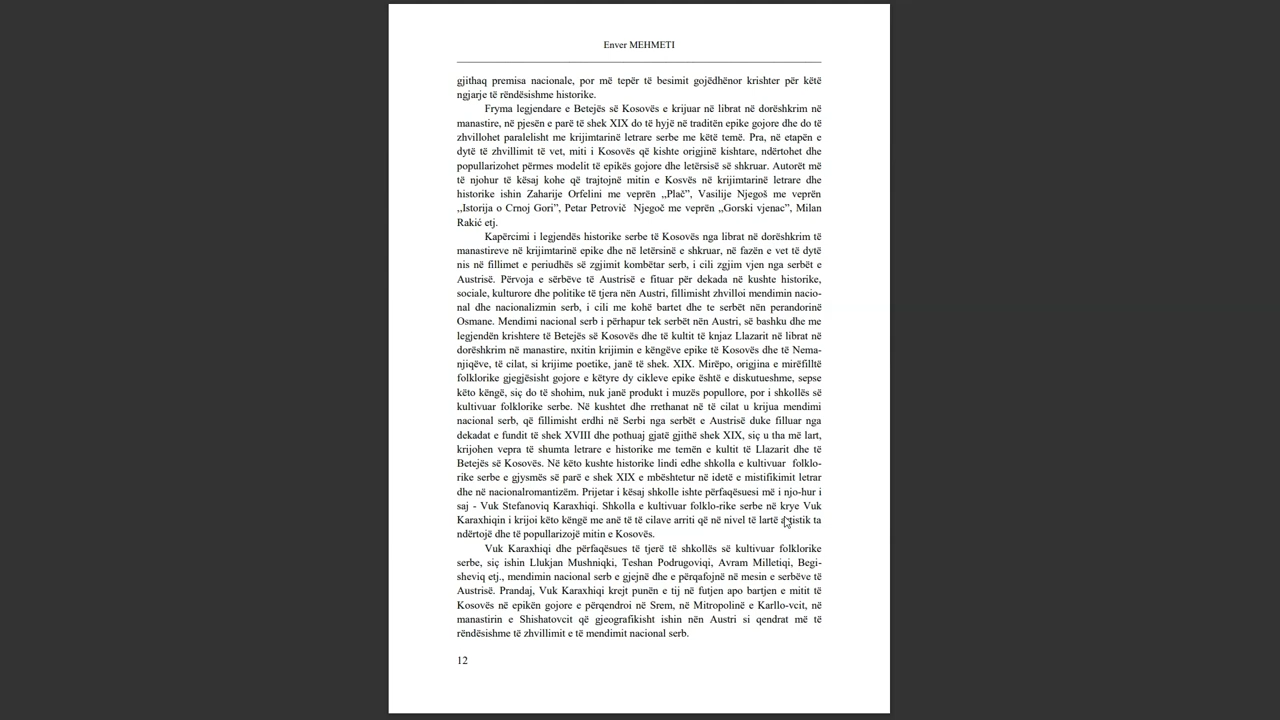 Enver MEHMETI
gjithaq premisa nacionale, por më tepër të besimit gojëdhënor krishter për këtë
ngjarje të rëndësishme historike.
Fryma legjendare e Betejës së Kosovës e krijuar në librat në dorëshkrim në
manastire, në pjesën e parë të shek XIX do të hyjë në traditën epike gojore dhe do të
zhvillohet paralelisht me krijimtarinë letrare serbe me këtë temë. Pra, në etapën e
dytë të zhvillimit të vet, miti i Kosovës që kishte origjinë kishtare, ndërtohet dhe
popullarizohet përmes modelit të epikës gojore dhe letërsisë së shkruar. Autorët më
të njohur të kësaj kohe që trajtojnë mitin e Kosvës në krijimtarinë letrare dhe
historike ishin Zaharije Orfelini me veprën ,,Plač”, Vasilije Njegoš me veprën
,,Istorija o Crnoj Gori”, Petar Petrovič  Njegoč me veprën ,,Gorski vjenac”, Milan
Rakić etj.
Kapërcimi i legjendës historike serbe të Kosovës nga librat në dorëshkrim të
manastireve në krijimtarinë epike dhe në letërsinë e shkruar, në fazën e vet të dytë
nis në fillimet e periudhës së zgjimit kombëtar serb, i cili zgjim vjen nga serbët e
Austrisë. Përvoja e sërbëve të Austrisë e fituar për dekada në kushte historike,
sociale, kulturore dhe politike të tjera nën Austri, fillimisht zhvilloi mendimin nacio-
nal dhe nacionalizmin serb, i cili me kohë bartet dhe te serbët nën perandorinë
Osmane. Mendimi nacional serb i përhapur tek serbët nën Austri, së bashku dhe me
legjendën krishtere të Betejës së Kosovës dhe të kultit të knjaz Llazarit në librat në
dorëshkrim në manastire, nxitin krijimin e këngëve epike të Kosovës dhe të Nema-
njiqëve, të cilat, si krijime poetike, janë të shek. XIX. Mirëpo, origjina e mirëfilltë
folklorike gjegjësisht gojore e këtyre dy cikleve epike është e diskutueshme, sepse
këto këngë, siç do të shohim, nuk janë produkt i muzës popullore, por i shkollës së
kultivuar folklorike serbe. Në kushtet dhe rrethanat në të cilat u krijua mendimi
nacional serb, që fillimisht erdhi në Serbi nga serbët e Austrisë duke filluar nga
dekadat e fundit të shek XVIII dhe pothuaj gjatë gjithë shek XIX, siç u tha më lart,
krijohen vepra të shumta letrare e historike me temën e kultit të Llazarit dhe të
Betejës së Kosovës. Në këto kushte historike lindi edhe shkolla e kultivuar  folklo-
rike serbe e gjysmës së parë e shek XIX e mbështetur në idetë e mistifikimit letrar
dhe në nacionalromantizëm. Prijetar i kësaj shkolle ishte përfaqësuesi më i njo-hur i
saj - Vuk Stefanoviq Karaxhiqi. Shkolla e kultivuar folklo-rike serbe në krye Vuk
Karaxhiqin i krijoi këto këngë me anë të të cilave arriti që në nivel të lartë artistik ta
ndërtojë dhe të popullarizojë mitin e Kosovës.
Vuk Karaxhiqi dhe përfaqësues të tjerë të shkollës së kultivuar folklorike
serbe, siç ishin Llukjan Mushniqki, Teshan Podrugoviqi, Avram Milletiqi, Begi-
sheviq etj., mendimin nacional serb e gjejnë dhe e përqafojnë në mesin e serbëve të
Austrisë. Prandaj, Vuk Karaxhiqi krejt punën e tij në futjen apo bartjen e mitit të
Kosovës në epikën gojore e përqendroi në Srem, në Mitropolinë e Karllo-vcit, në
manastirin e Shishatovcit që gjeografikisht ishin nën Austri si qendrat më të
rëndësishme të zhvillimit e të mendimit nacional serb.
12